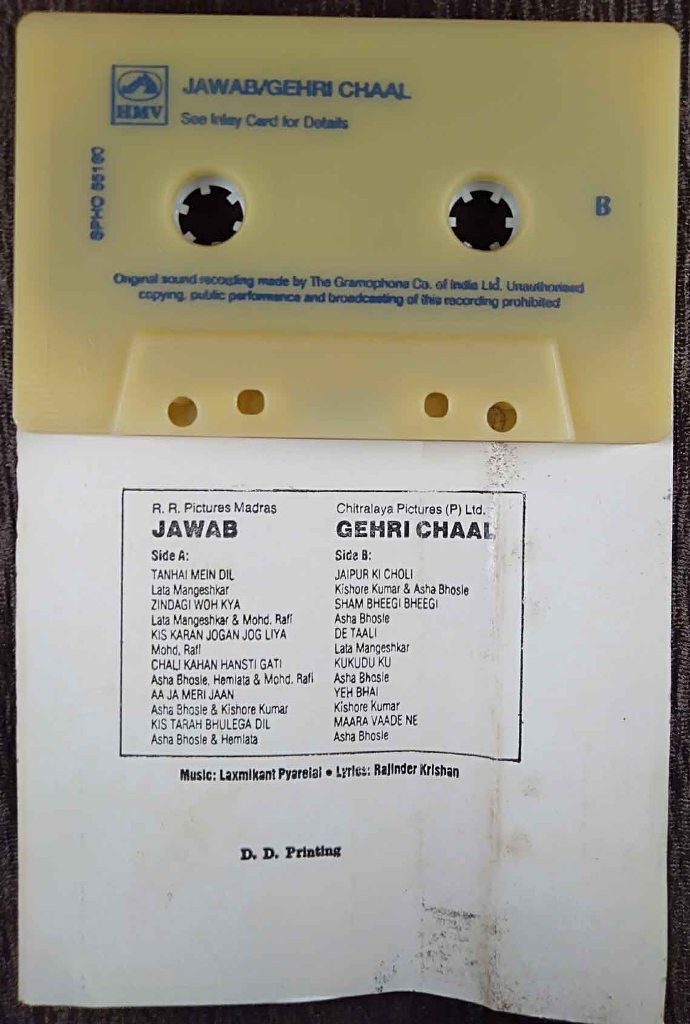 JAWAB/GEHRI CHAAL
HMV
See Inlay Card for Details
SPHO 55160
B
Original sound recording made by The Gramophone Co. of India Ltd. Unauthorised
copying, public performance and broadcasting of this recording prohibited
R. R. Pictures Madras
JAWAB
Side A:
TANHAI MEIN DIL
Lata Mangeshkar
ZINDAGI WOH KYA
Lata Mangeshkar & Mohd. Rafi
KIS KARAN JOGAN JOG LIYA
Mohd. Rafi
CHALI KAHAN HANSTI GATI
Asha Bhosle, Hemlata & Mohd. Rafi
AA JA MERI JAAN
Asha Bhosle & Kishore Kumar
KIS TARAH BHULEGA DIL
Asha Bhosle & Hemlata
Chitralaya Pictures (P) Ltd.
GEHRI CHAAL
Side B:
JAIPUR KI CHOLI
Kishore Kumar & Asha Bhosle
SHAM BHEEGI BHEEGI
Asha Bhosle
DE TAALI
Lata Mangeshkar
KUKUDU KU
Asha Bhosle
YEH BHAI
Kishore Kumar
MAARA VAADE NE
Asha Bhosle
Music: Laxmikant Pyarelal • Lyrics: Rajinder Krishan
D. D. Printing